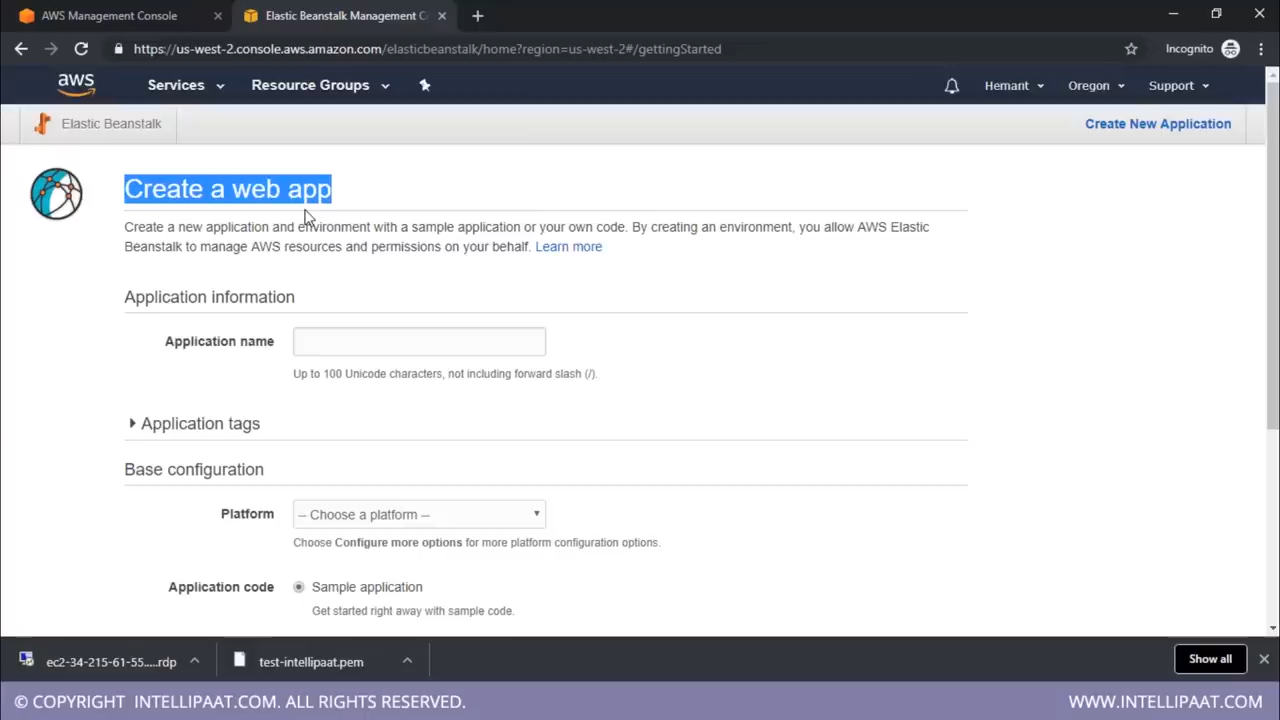 AWS Management Console
Elastic Beanstalk Management C
https://us-west-2.console.aws.amazon.com/elasticbeanstalk/home?region=us-west-2#/gettingStarted
Incognito
aws
Services
Resource Groups
Hemant
Oregon
Support
Elastic Beanstalk
Create New Application
Create a web app
Create a new application and environment with a sample application or your own code. By creating an environment, you allow AWS Elastic
Beanstalk to manage AWS resources and permissions on your behalf. Learn more
Application information
Application name
Up to 100 Unicode characters, not including forward slash (/).
Application tags
Base configuration
Platform
-- Choose a platform --
Choose Configure more options for more platform configuration options.
Application code
Sample application
Get started right away with sample code.
ec2-34-215-61-55.....rdp
test-intellipaat.pem
Show all
© COPYRIGHT INTELLIPAAT.COM. ALL RIGHTS RESERVED.
WWW.INTELLIPAAT.COM